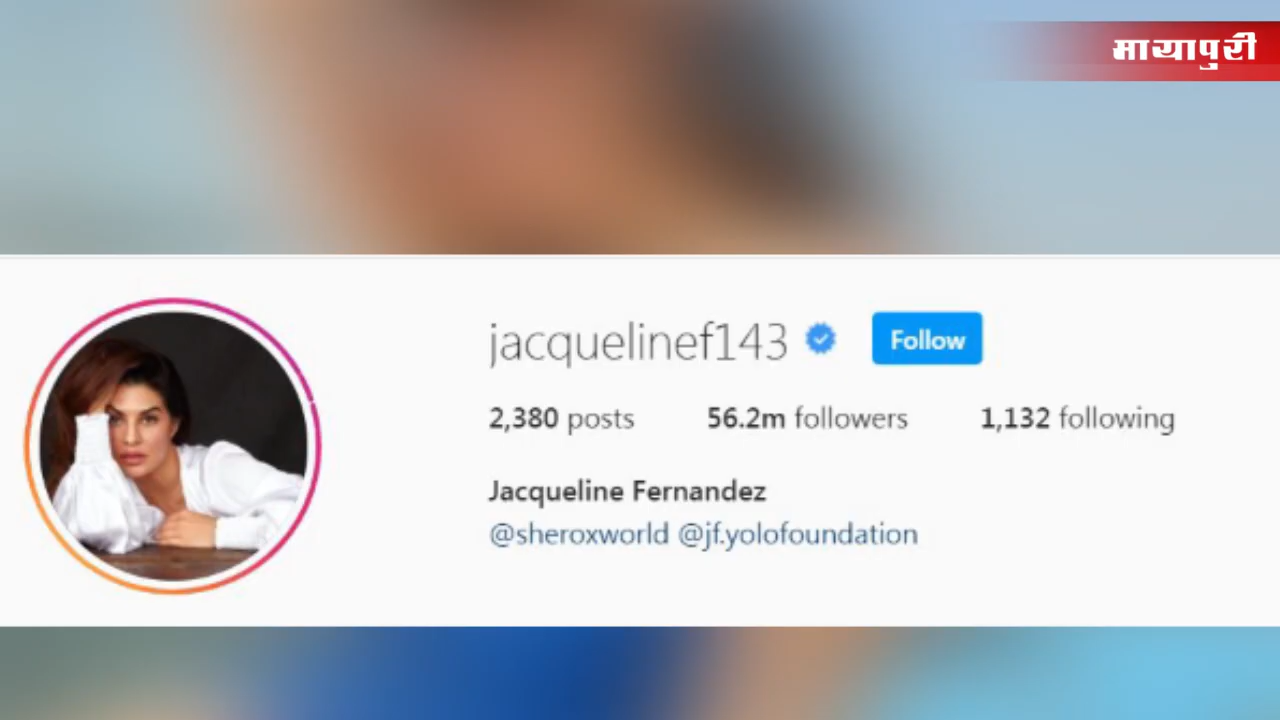 मायापुरी
jacquelinef143 Follow
2,380 posts 56.2m followers 1,132 following
Jacqueline Fernandez
@sheroxworld @jf.yolofoundation